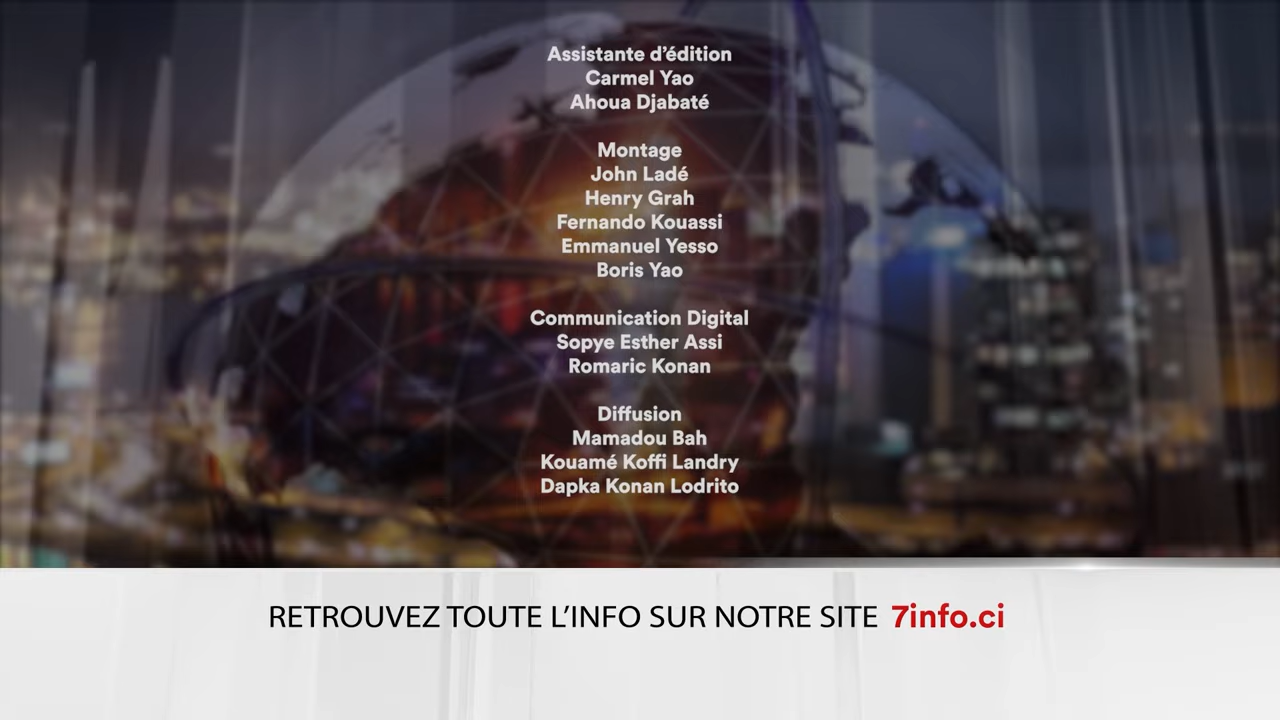 Assistante d’édition
Carmel Yao
Ahoua Djabaté
Montage
John Ladé
Henry Grah
Fernando Kouassi
Emmanuel Yesso
Boris Yao
Communication Digital
Sopye Esther Assi
Romaric Konan
Diffusion
Mamadou Bah
Kouamé Koffi Landry
Dapka Konan Lodrito
RETROUVEZ TOUTE L’INFO SUR NOTRE SITE 7info.ci